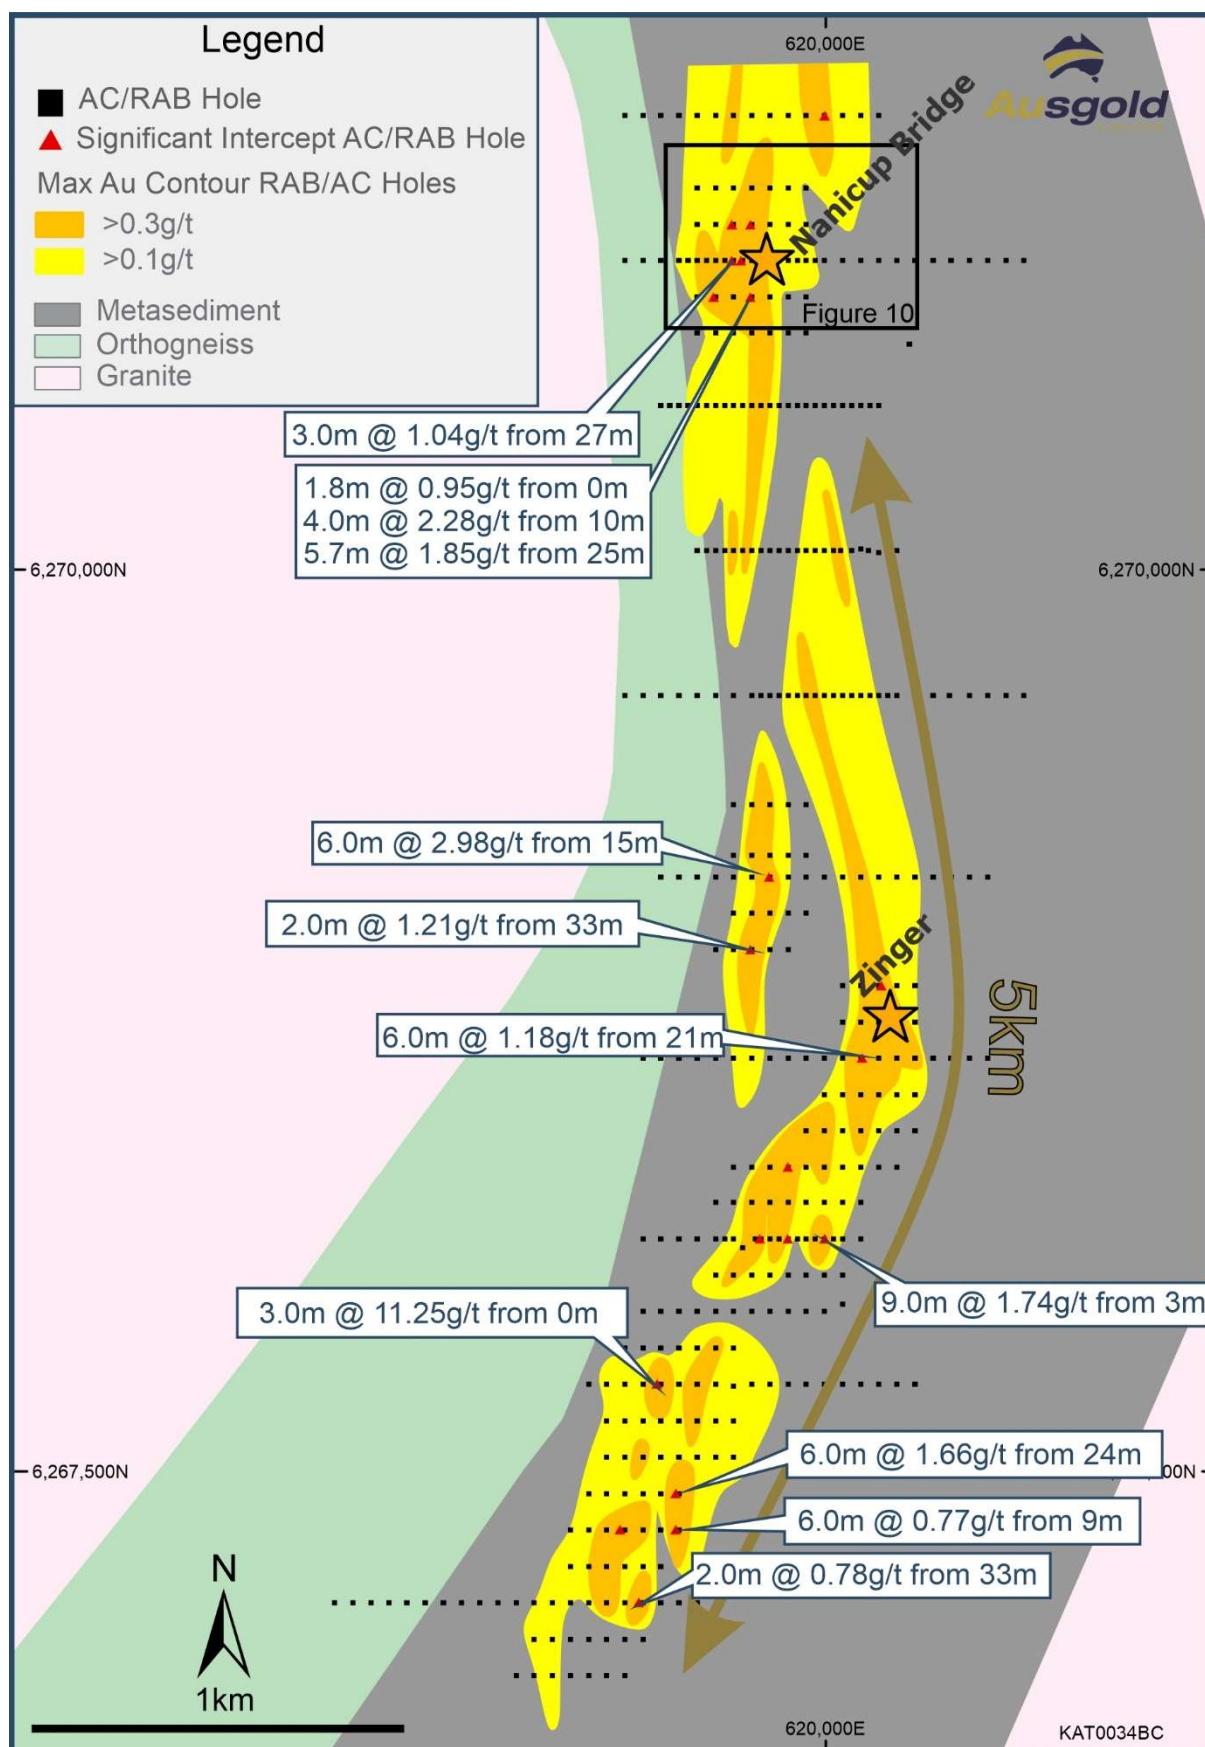 Legend
AC/RAB Hole
Significant Intercept AC/RAB Hole
Max Au Contour RAB/AC Holes
>0.3g/t
>0.1g/t
Metasediment
Orthogneiss
Granite
620,000E
Ausgold
Nanicup Bridge
Figure 10
3.0m @ 1.04g/t from 27m
1.8m @ 0.95g/t from 0m
4.0m @ 2.28g/t from 10m
5.7m @ 1.85g/t from 25m
6,270,000N
6,270,000N
6.0m @ 2.98g/t from 15m
2.0m @ 1.21g/t from 33m
Zinger
6.0m @ 1.18g/t from 21m
5km
3.0m @ 11.25g/t from 0m
9.0m @ 1.74g/t from 3m
6.0m @ 1.66g/t from 24m
6,267,500N
00N
6.0m @ 0.77g/t from 9m
2.0m @ 0.78g/t from 33m
N
1km
620,000E
KAT0034BC